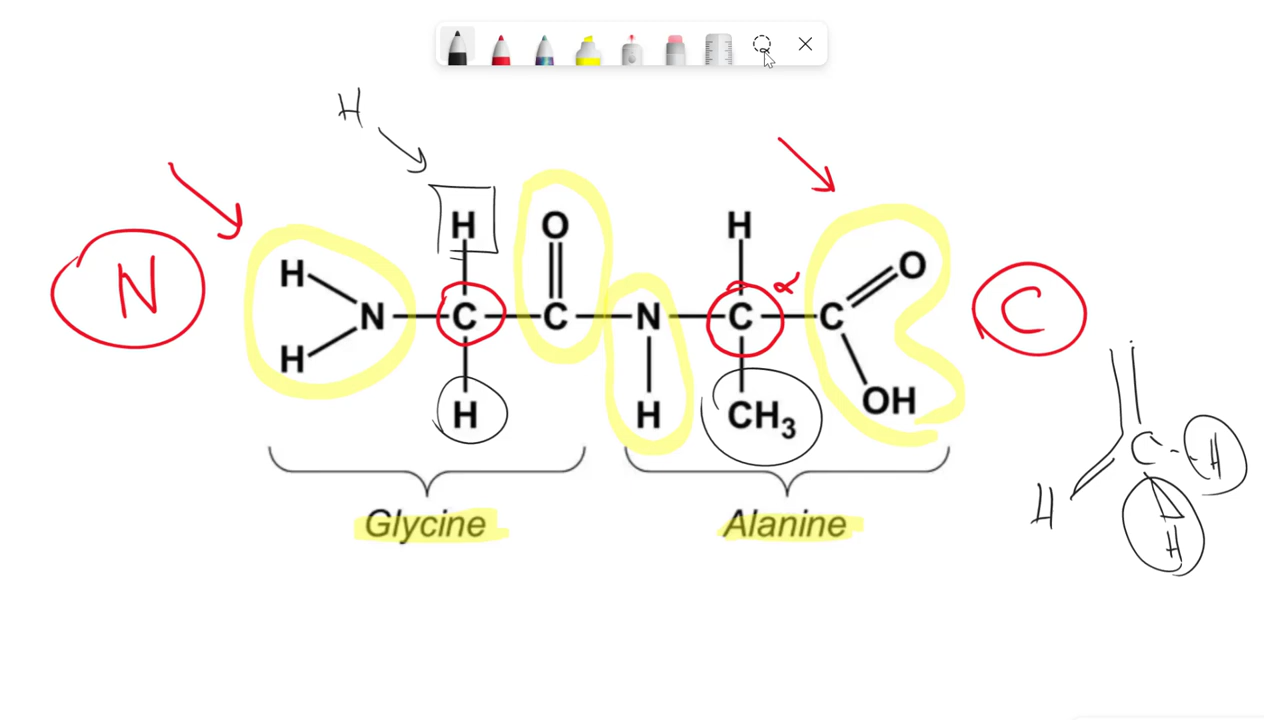 H
H H O H O
N H N C N C α C C
H
H H CH3 OH
C H
H H
Glycine Alanine